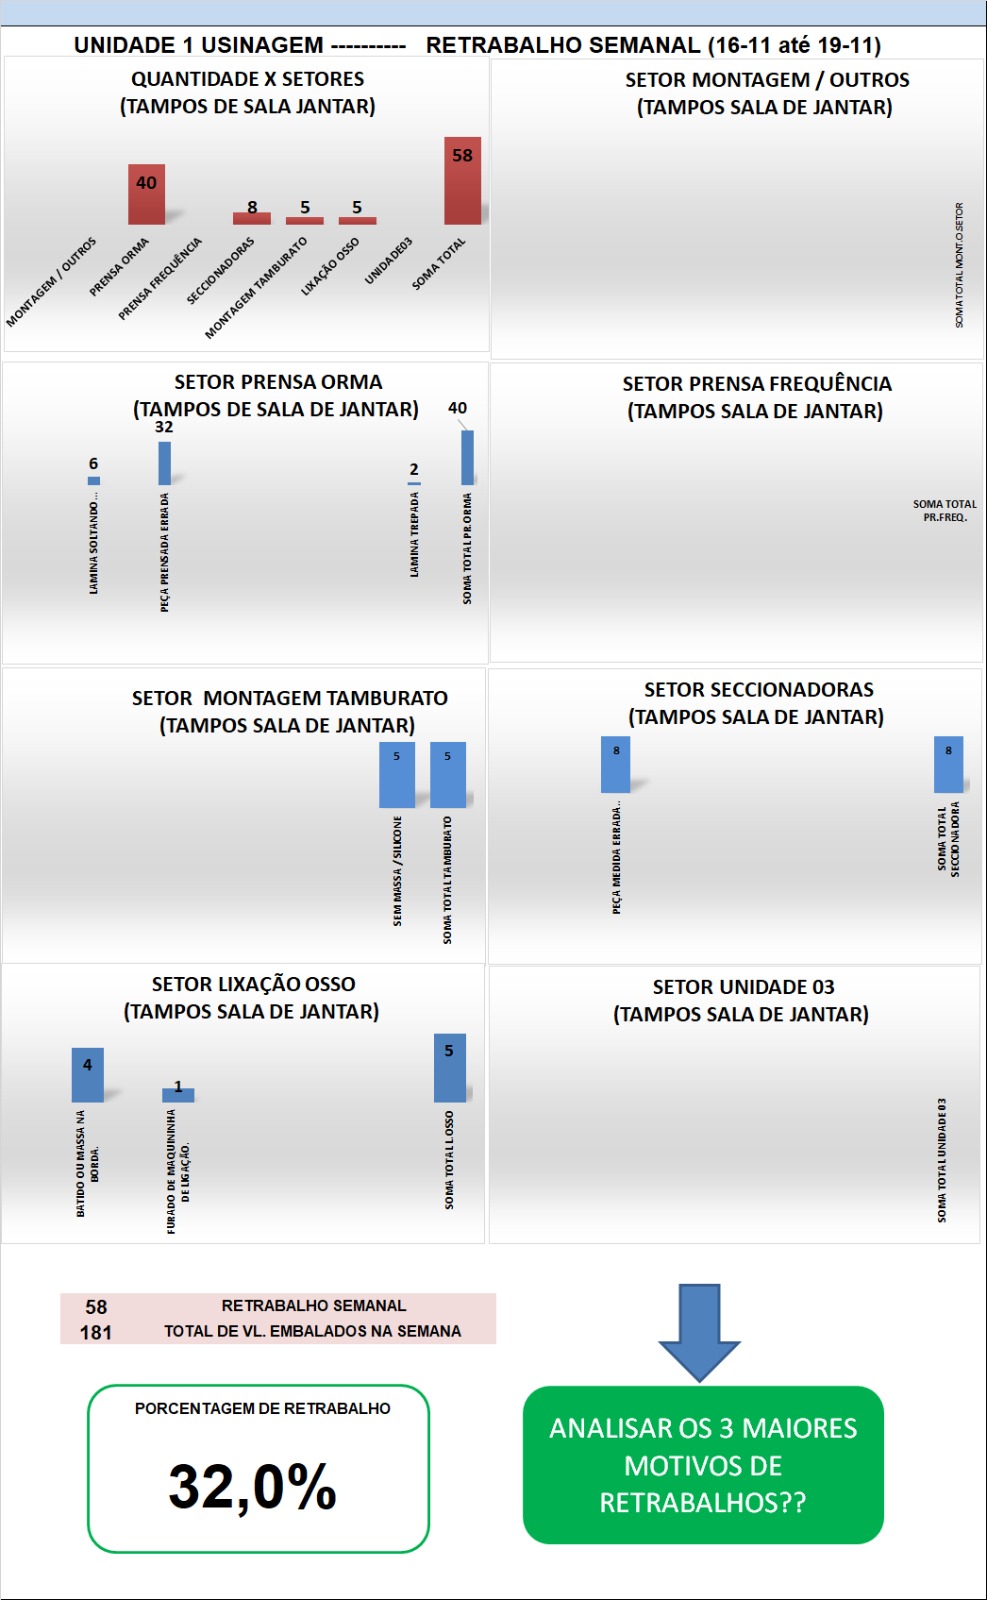 UNIDADE 1 USINAGEM ---------- RETRABALHO SEMANAL (16-11 até 19-11)
QUANTIDADE X SETORES
(TAMPOS DE SALA JANTAR)
40
8
5
5
58
MONTAGEM / OUTROS
PRENSA ORMA
PRENSA FREQUÊNCIA
SECCIONADORAS
MONTAGEM TAMBURATO
LIXAÇÃO OSSO
UNIDADE03
SOMA TOTAL
SETOR MONTAGEM / OUTROS
(TAMPOS SALA DE JANTAR)
SOMA TOTAL MONT.O SETOR
SETOR PRENSA ORMA
(TAMPOS DE SALA DE JANTAR)
6
32
2
40
LAMINA SOLTANDO...
PEÇA PRENSADA ERRADA
LAMINA TREPADA
SOMA TOTAL PR.ORMA
SETOR PRENSA FREQUÊNCIA
(TAMPOS SALA DE JANTAR)
SOMA TOTAL
PR.FREQ.
SETOR MONTAGEM TAMBURATO
(TAMPOS SALA DE JANTAR)
5
5
SEM MASSA / SILICONE
SOMA TOTAL TAMBURATO
SETOR SECCIONADORAS
(TAMPOS SALA DE JANTAR)
8
8
PEÇA MEDIDA ERRADA..
SOMA TOTAL
SECCIONADORA
SETOR LIXAÇÃO OSSO
(TAMPOS SALA DE JANTAR)
4
1
5
BATIDO OU MASSA NA
BORDA.
FURADO DE MAQUININHA
DE LIGAÇÃO.
SOMA TOTAL L.OSSO
SETOR UNIDADE 03
(TAMPOS SALA DE JANTAR)
SOMA TOTAL UNIDADE 03
58 RETRABALHO SEMANAL
181 TOTAL DE VL. EMBALADOS NA SEMANA
PORCENTAGEM DE RETRABALHO
32,0%
ANALISAR OS 3 MAIORES
MOTIVOS DE
RETRABALHOS??